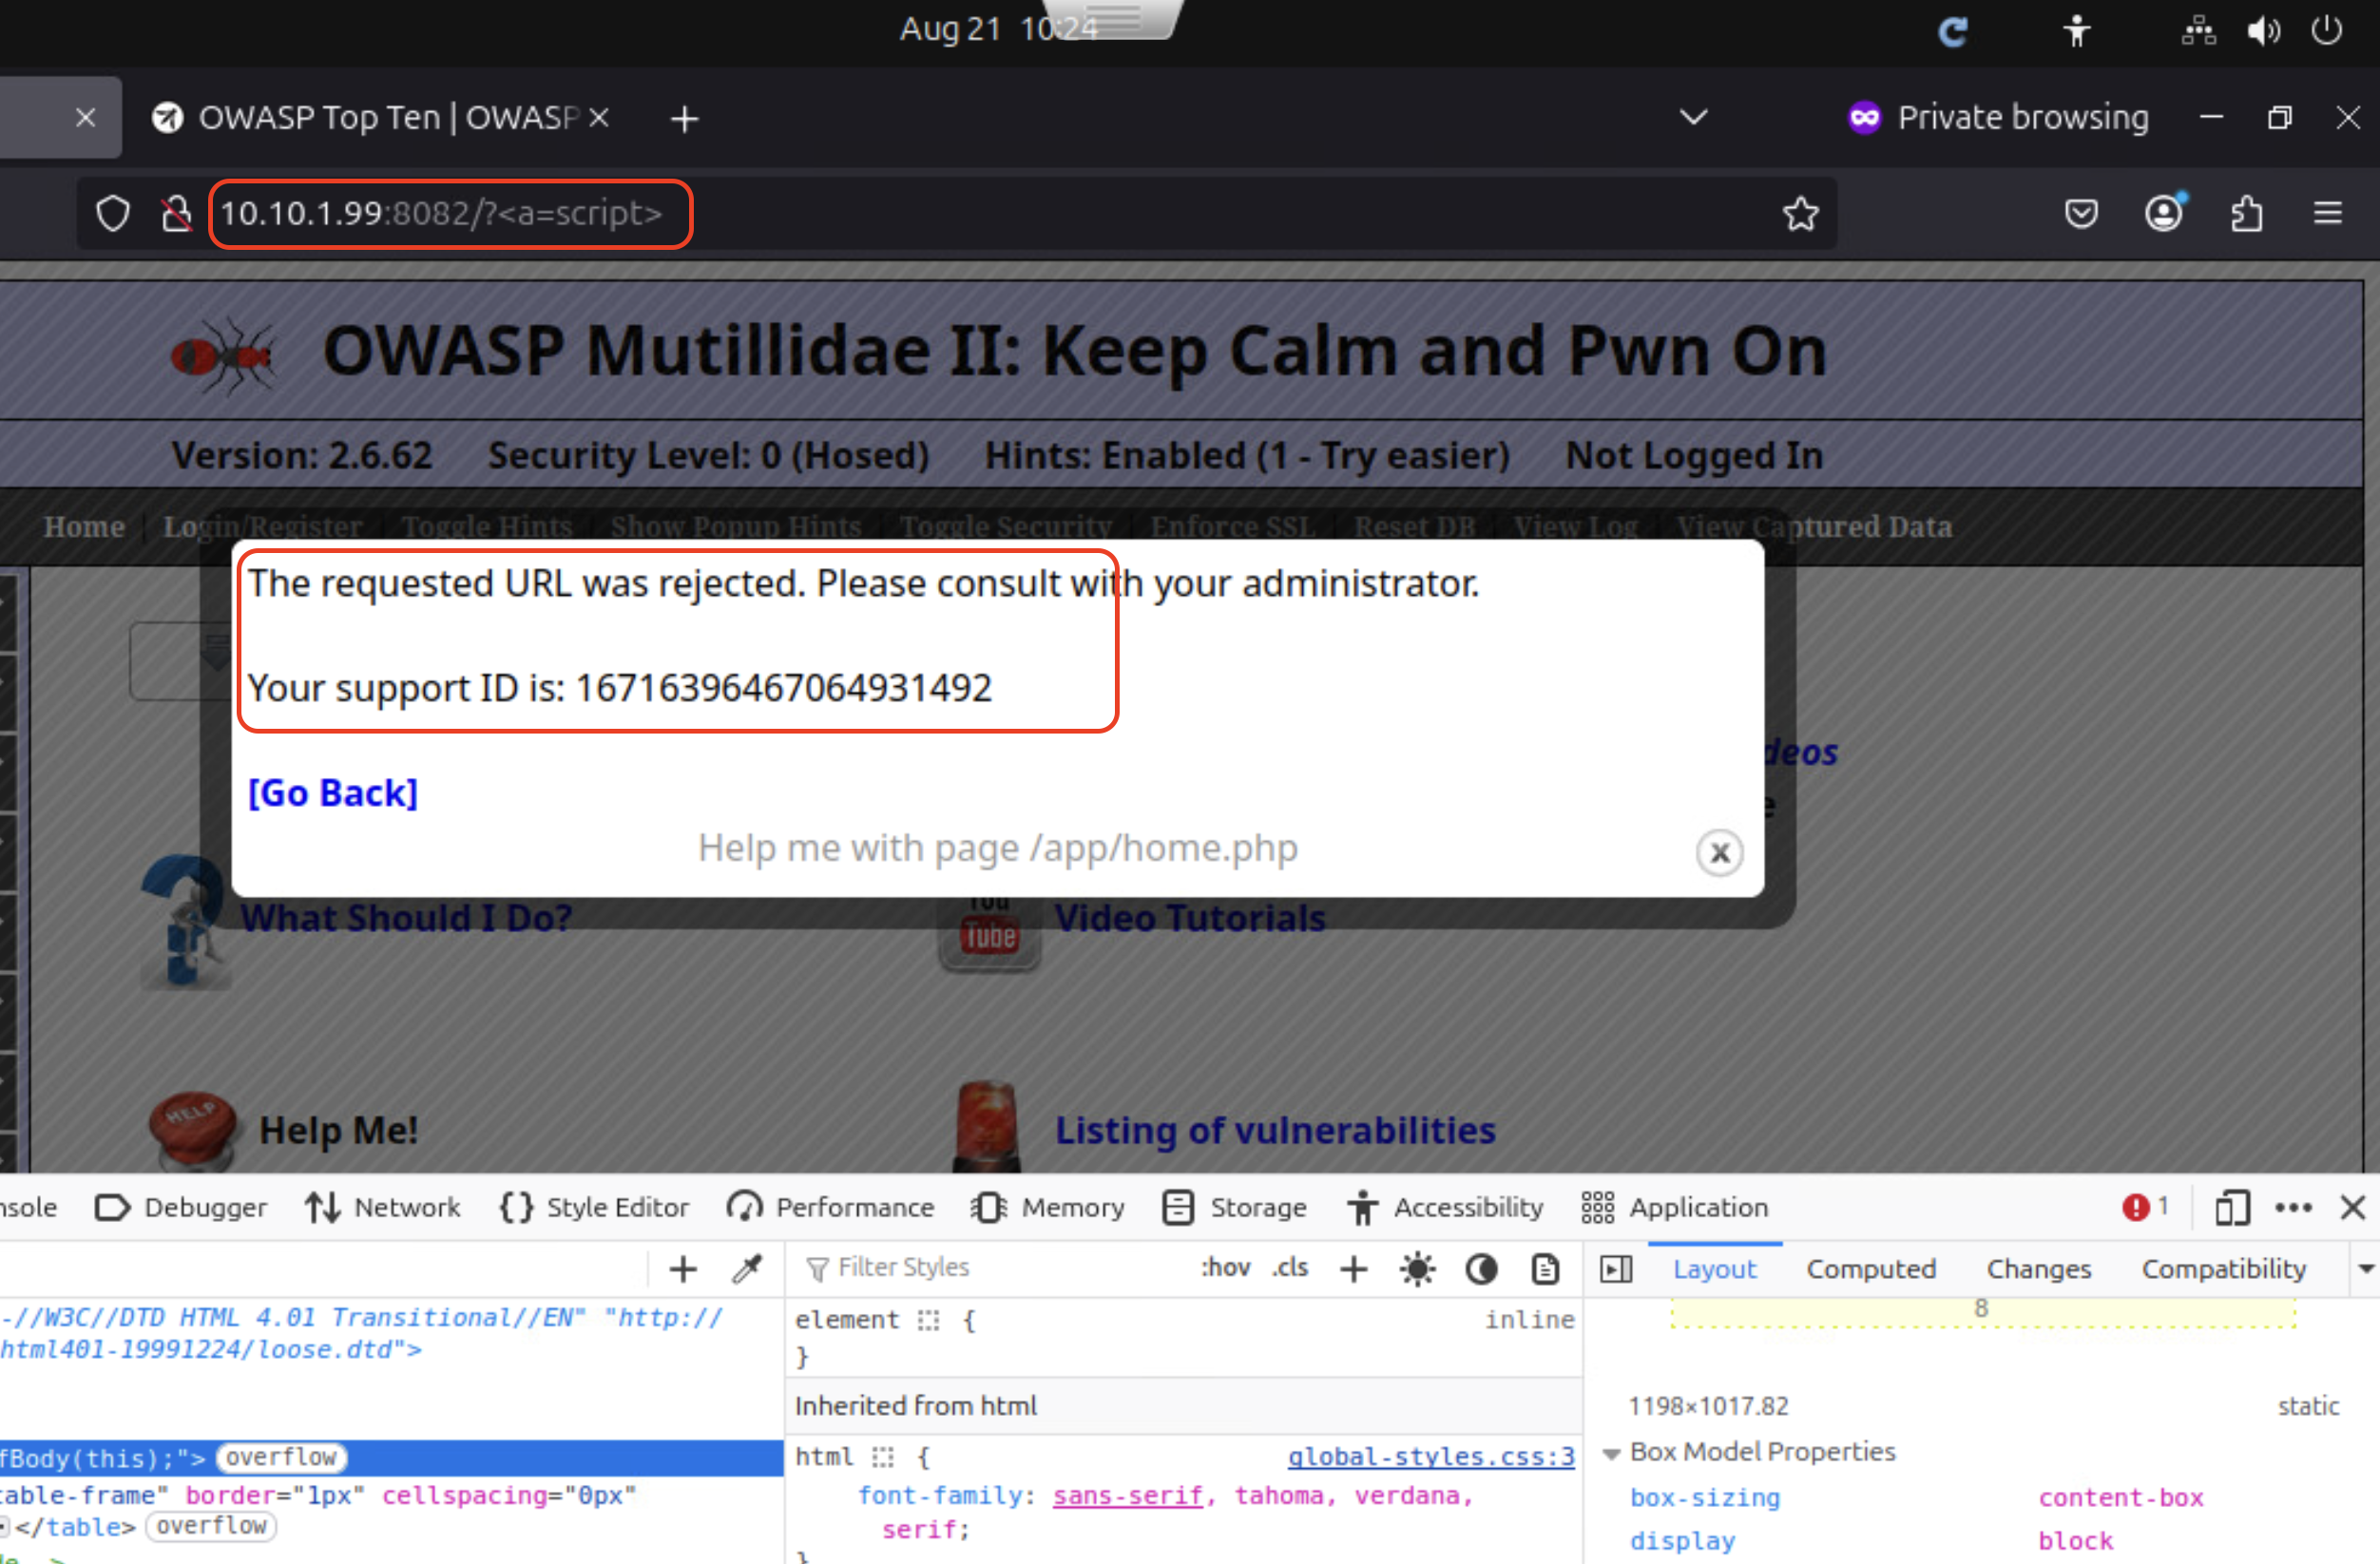 Aug 21 10:24
OWASP Top Ten | OWASP
Private browsing
10.10.1.99:8082/?<a=script>
OWASP Mutillidae II: Keep Calm and Pwn On
Version: 2.6.62 Security Level: 0 (Hosed) Hints: Enabled (1 - Try easier) Not Logged In
Home Login/Register Toggle Hints Show Popup Hints Toggle Security Enforce SSL Reset DB View Log View Captured Data
The requested URL was rejected. Please consult with your administrator.
Your support ID is: 16716396467064931492
[Go Back]
Help me with page /app/home.php
deos
e
What Should I Do?
You
Tube
Video Tutorials
HELP
Help Me!
Listing of vulnerabilities
nsole Debugger Network Style Editor Performance Memory Storage Accessibility Application 1
Filter Styles :hov .cls
Layout Computed Changes Compatibility
-//W3C//DTD HTML 4.01 Transitional//EN" "http://
html401-19991224/loose.dtd">
fBody(this);"> overflow
table-frame" border="1px" cellspacing="0px"
</table> overflow
element {
inline
}
Inherited from html
html {
global-styles.css:3
font-family: sans-serif, tahoma, verdana,
serif;
}
8
1198×1017.82 static
Box Model Properties
box-sizing content-box
display block